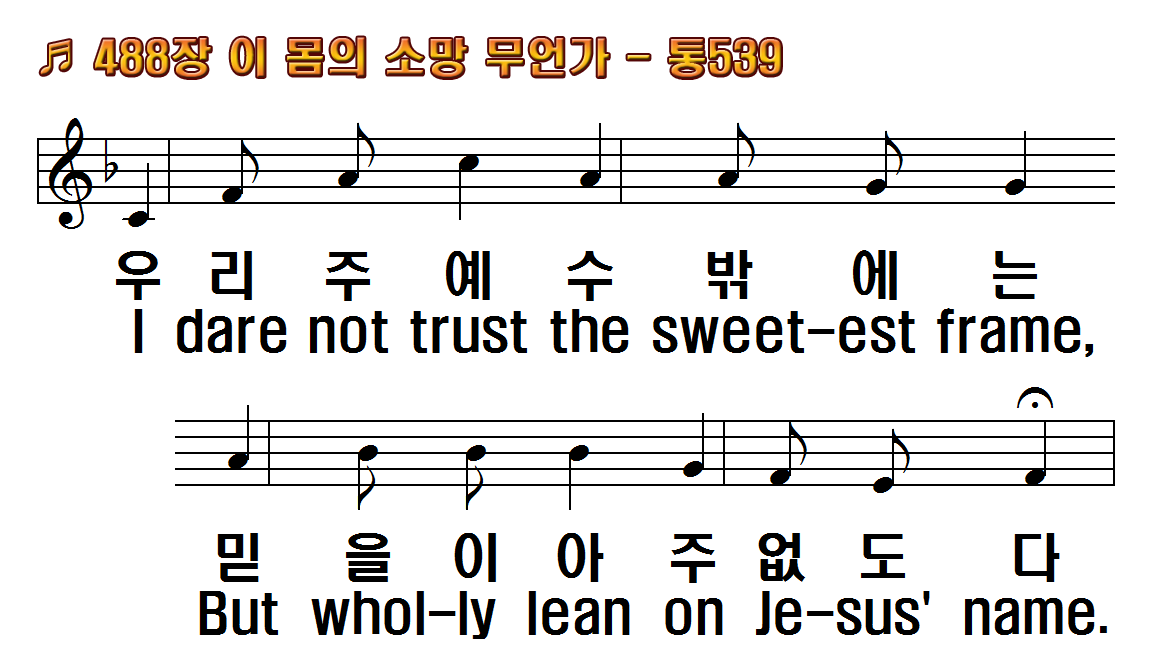 ♬ 488장 이 몸의 소망 무언가 - 통539
우 리 주 예 수 밖 에 는
I dare not trust the sweet-est frame,
믿 을 이 아 주 없 도 다
But whol-ly lean on Je-sus' name.